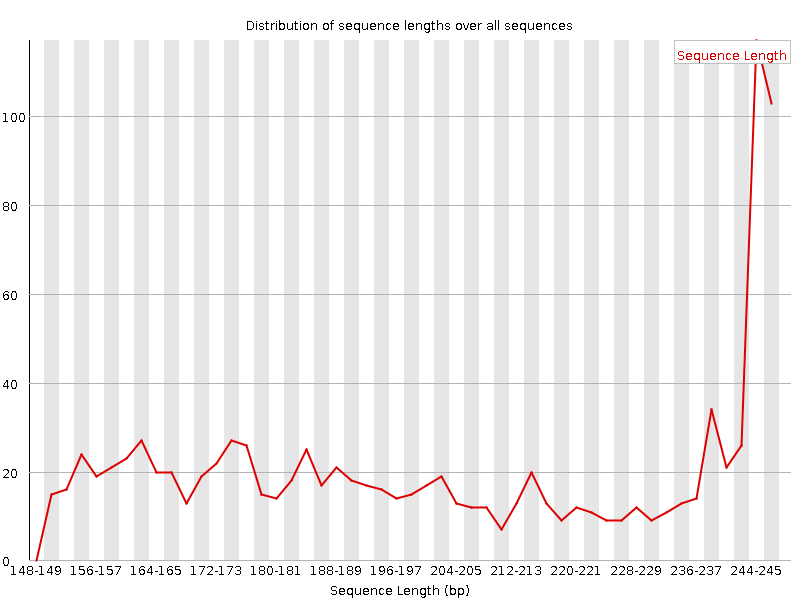 Distribution of sequence lengths over all sequences
Sequence Length
100
80
60
40
20
0
148-149 156-157 164-165 172-173 180-181 188-189 196-197 204-205 212-213 220-221 228-229 236-237 244-245
Sequence Length (bp)